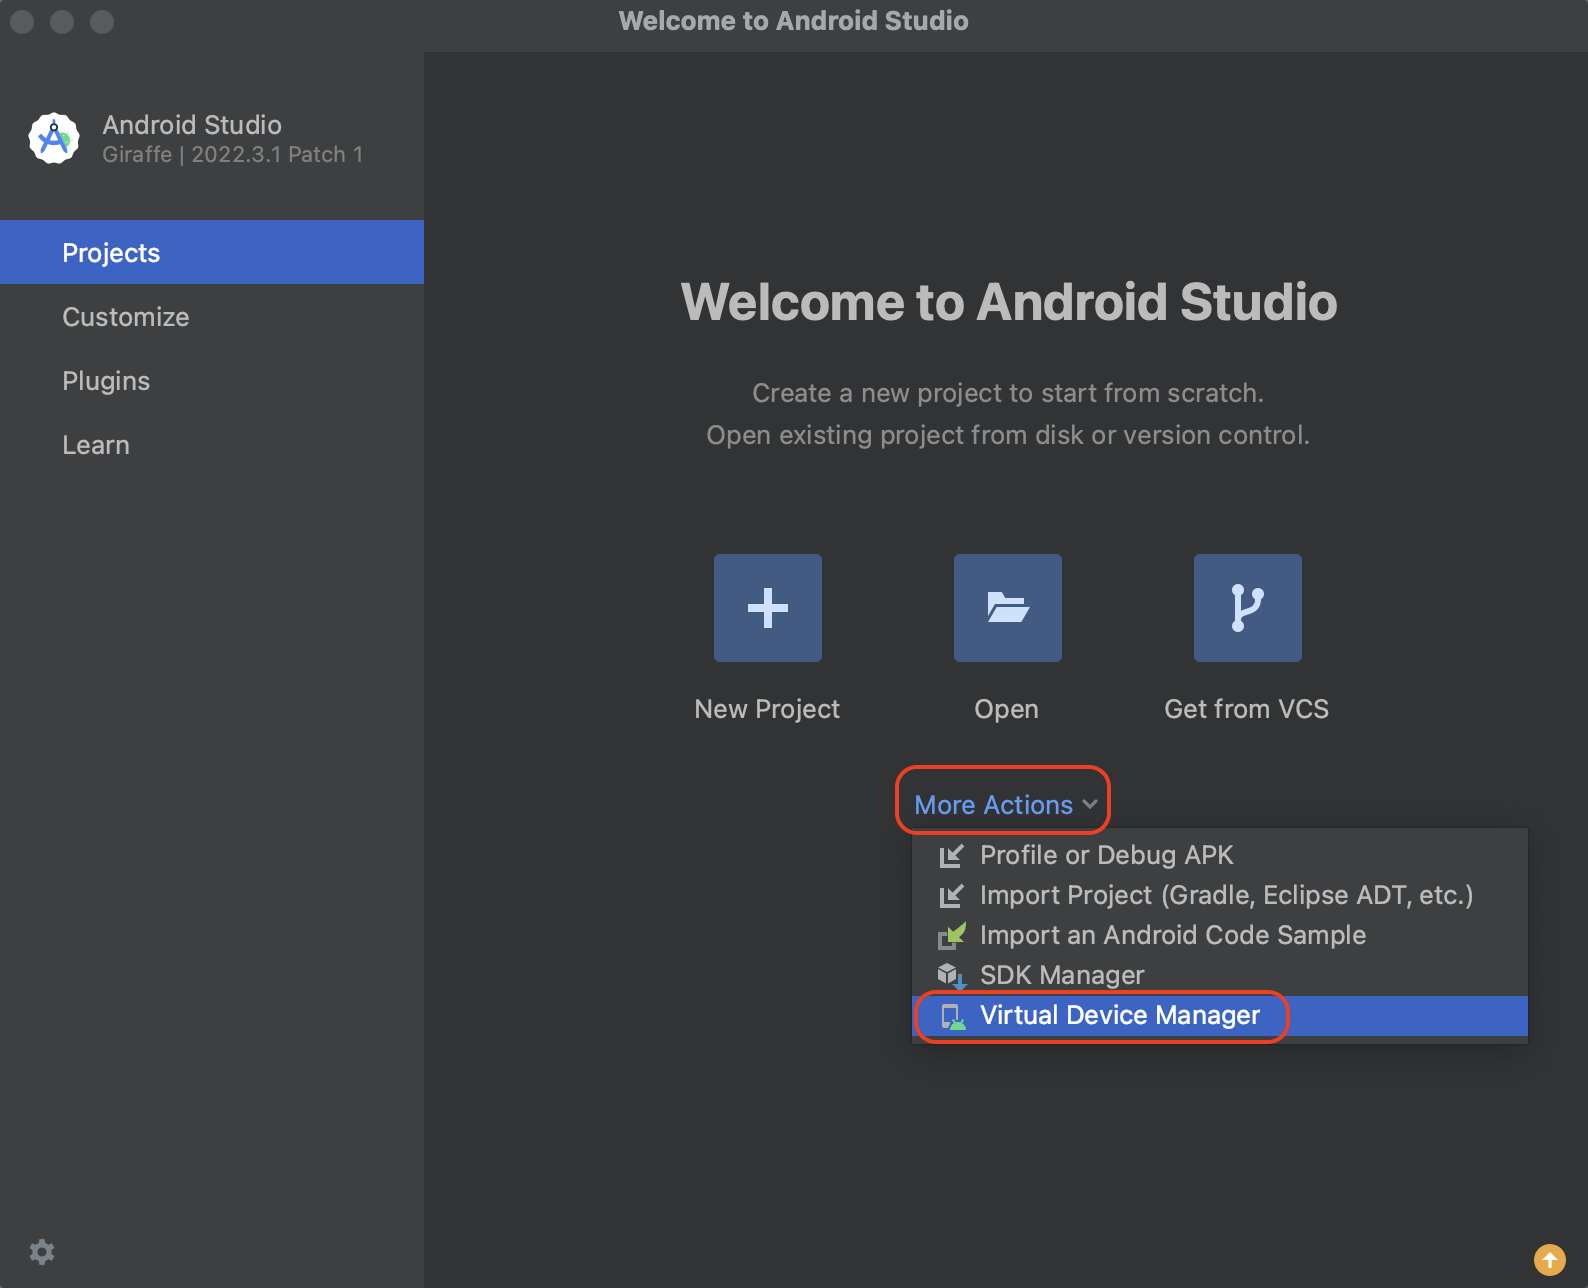 Welcome to Android Studio
Android Studio
Giraffe | 2022.3.1 Patch 1
Projects
Customize
Plugins
Learn
Welcome to Android Studio
Create a new project to start from scratch.
Open existing project from disk or version control.
New Project
Open
Get from VCS
More Actions
Profile or Debug APK
Import Project (Gradle, Eclipse ADT, etc.)
Import an Android Code Sample
SDK Manager
Virtual Device Manager